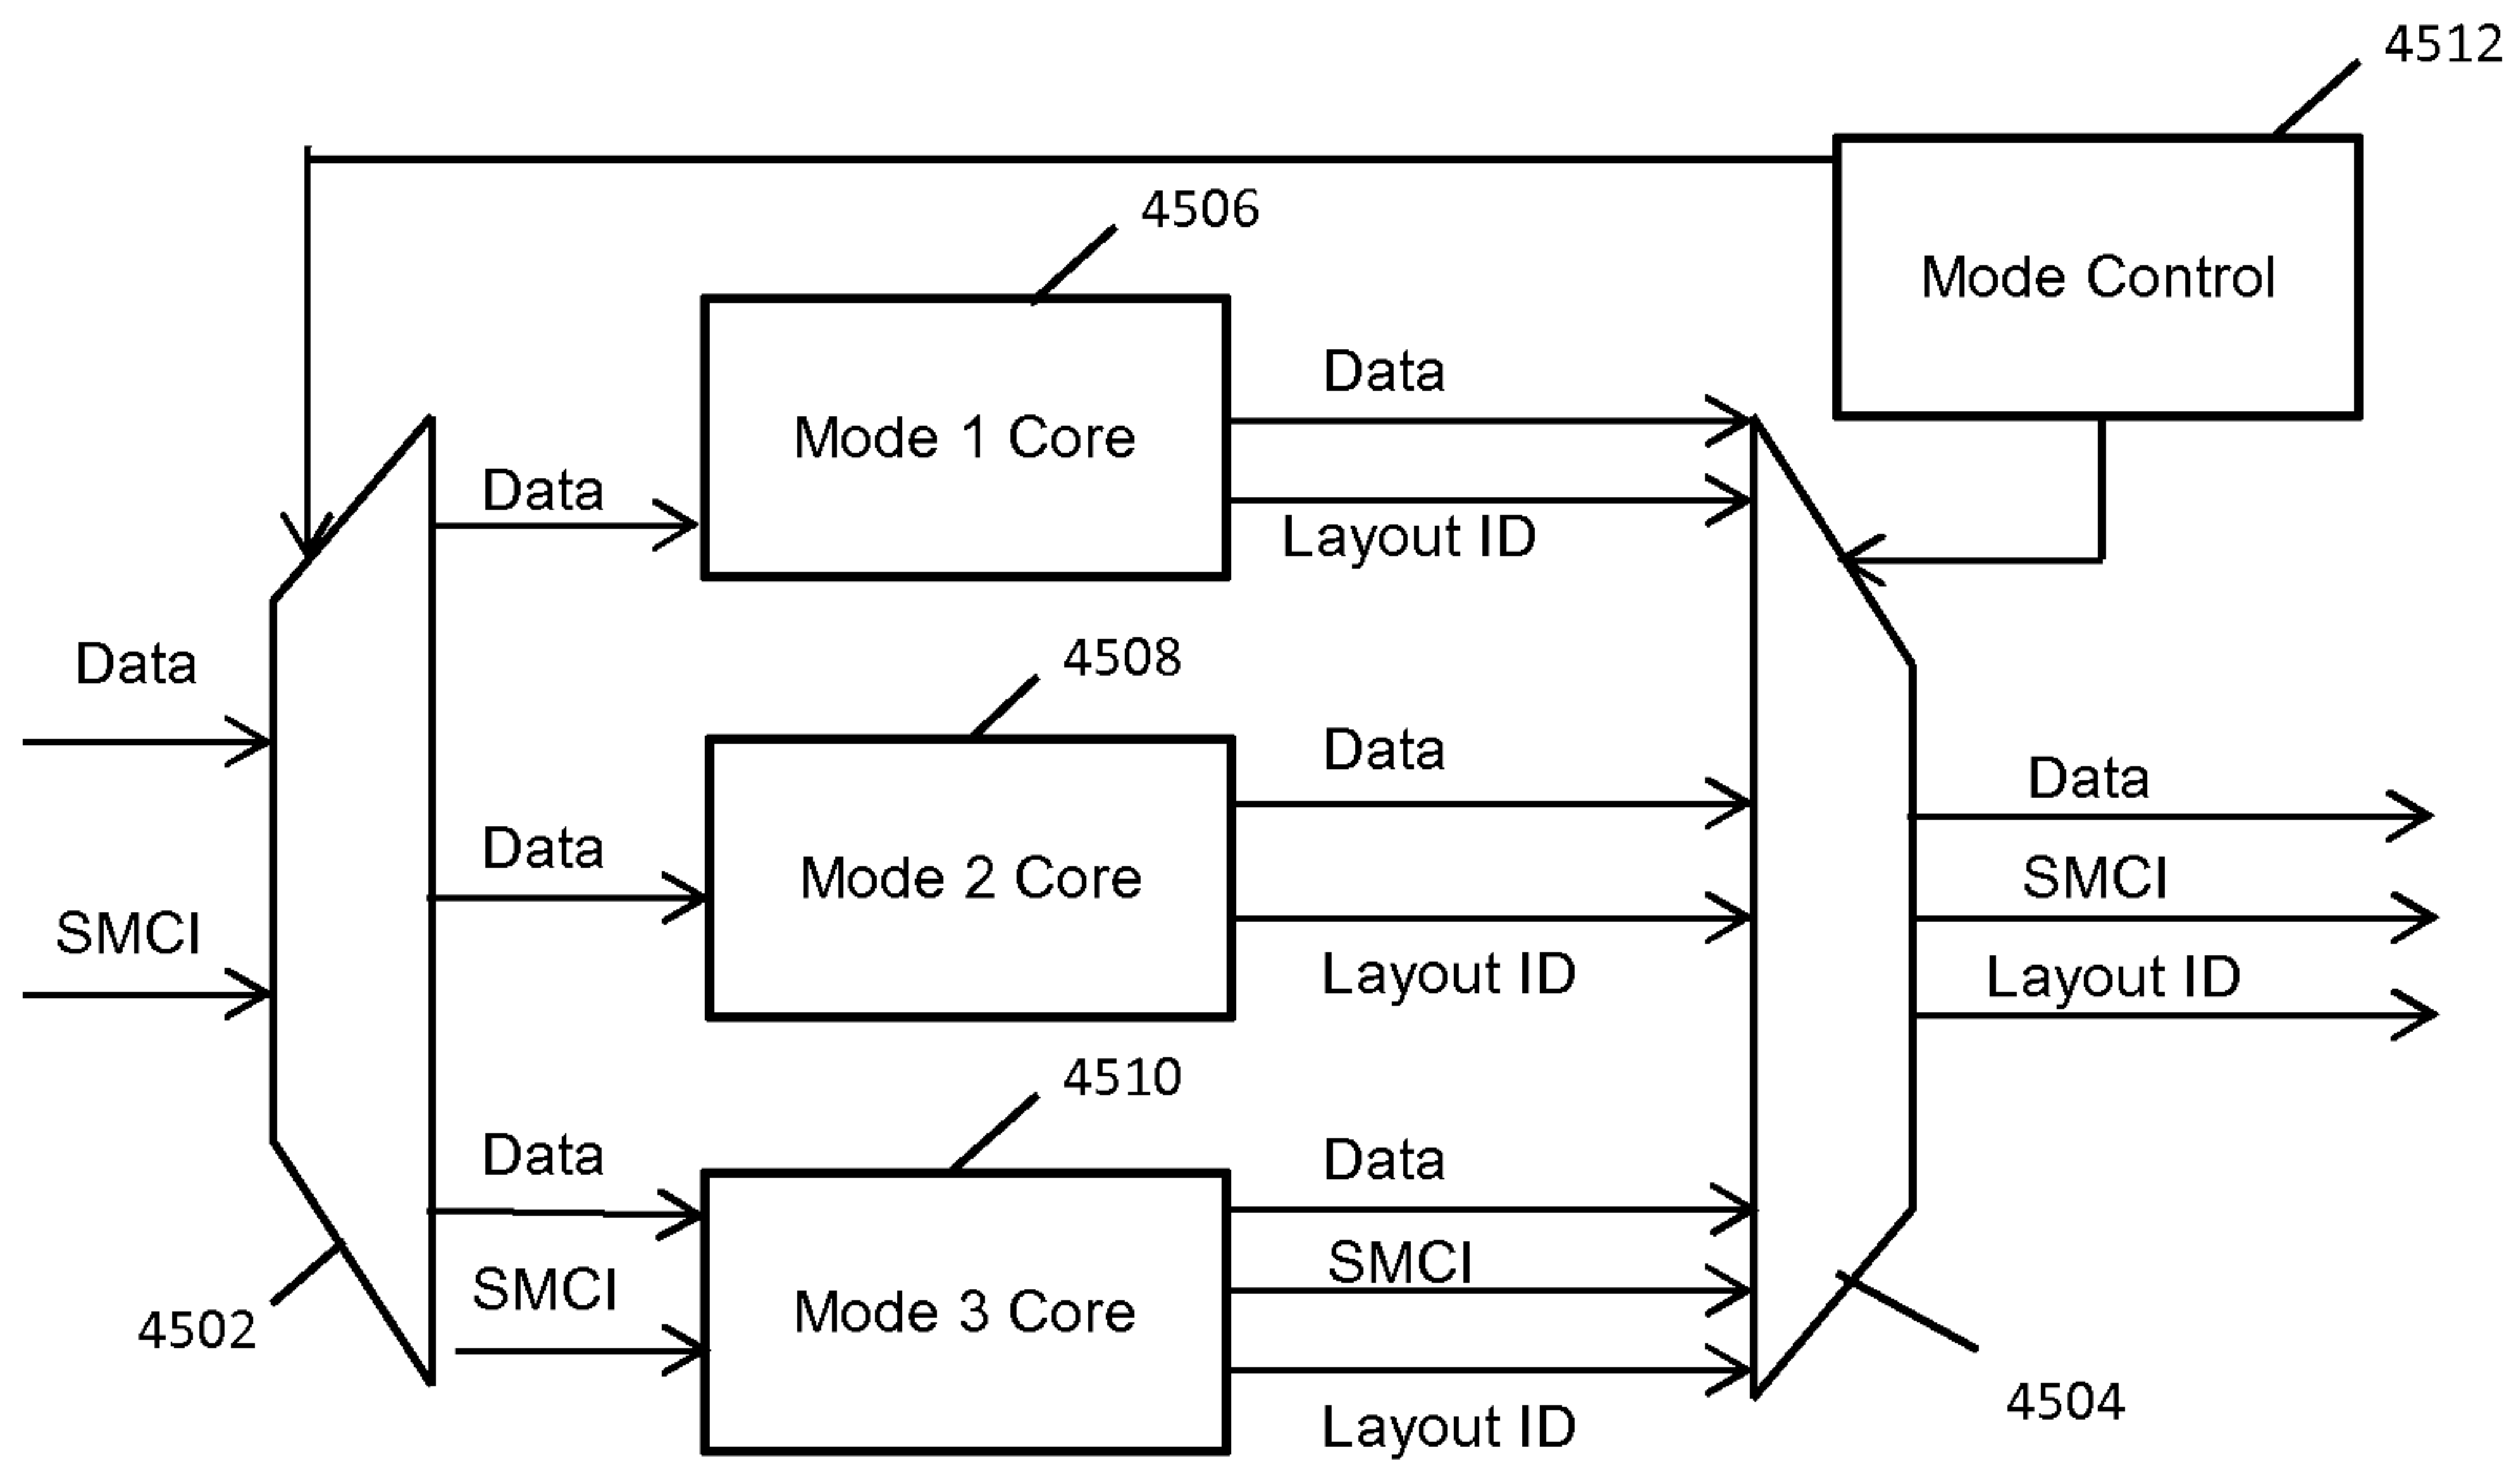 4512
4506
Mode Control
Data
Mode 1 Core
Data
Layout ID
4508
Data
Data
Data
Mode 2 Core
Data
SMCI
SMCI
Layout ID
Layout ID
4510
Data
Data
SMCI
SMCI
Mode 3 Core
4502
4504
Layout ID